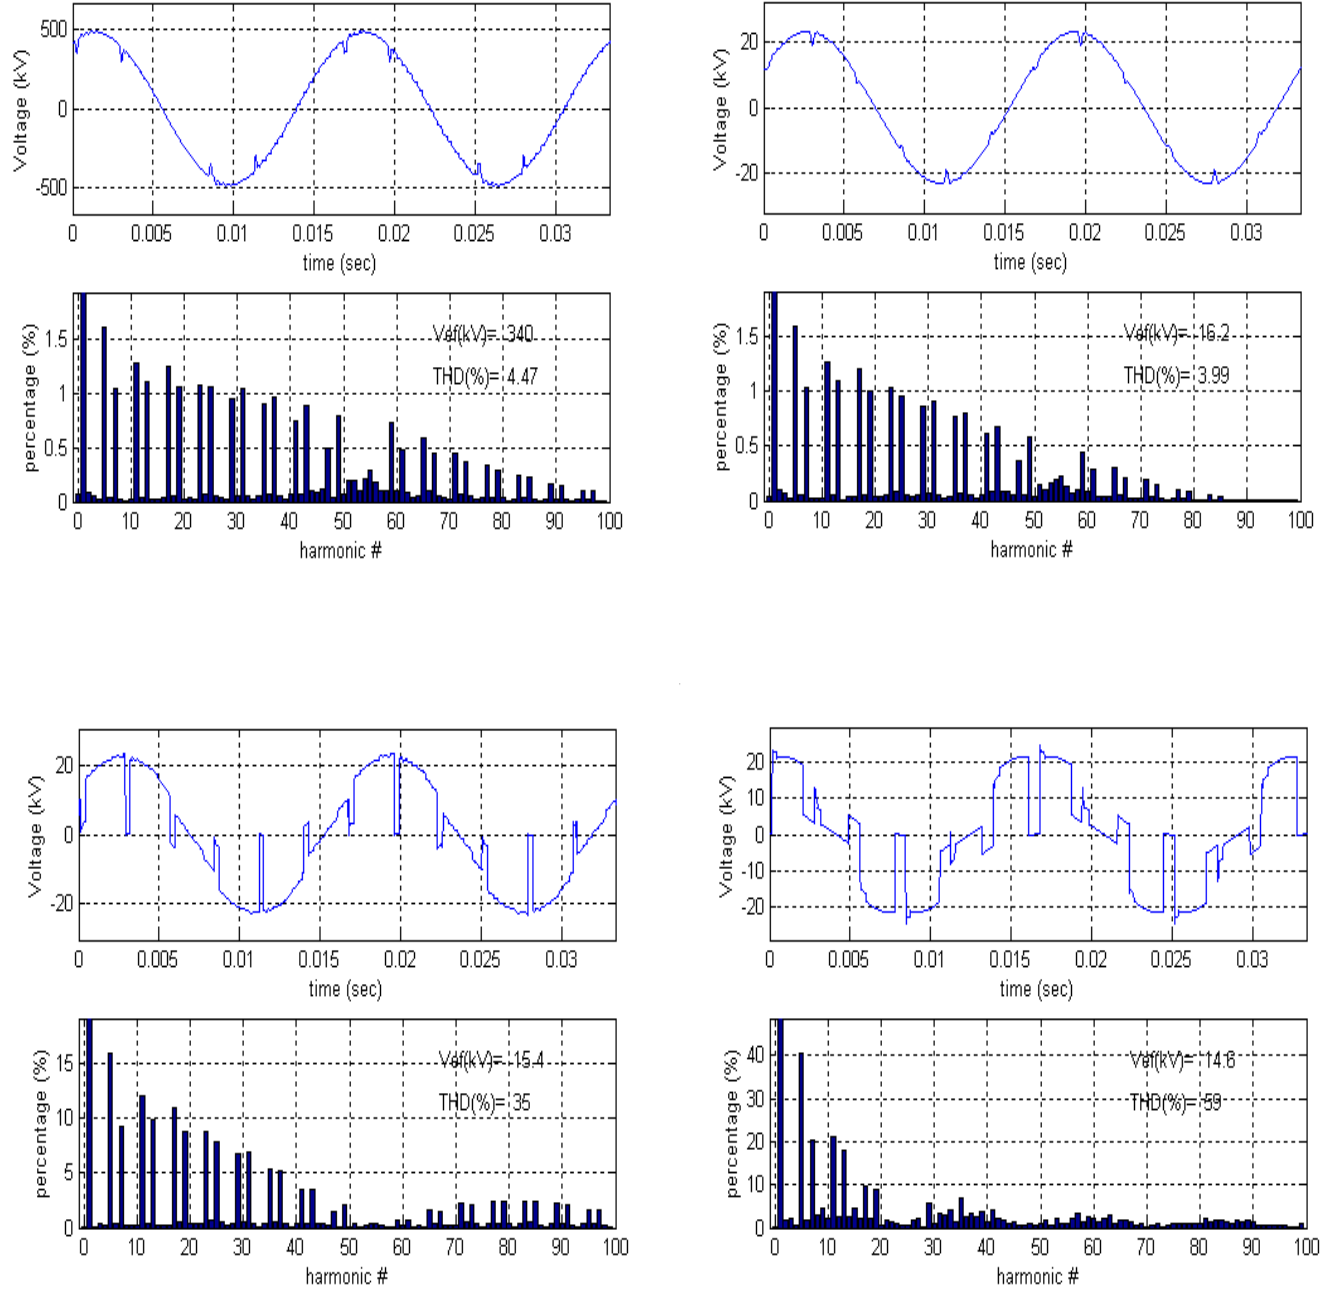 500
0
-500
Voltage (kV)
0 0.005 0.01 0.015 0.02 0.025 0.03
time (sec)
20
0
-20
Voltage (kV)
0 0.005 0.01 0.015 0.02 0.025 0.03
time (sec)
1.5
1
0.5
0
percentage (%)
Vef(kV)= 340
THD(%)= 4.47
0 10 20 30 40 50 60 70 80 90 100
harmonic #
1.5
1
0.5
0
percentage (%)
Vef(kV)= 16.2
THD(%)= 3.99
0 10 20 30 40 50 60 70 80 90 100
harmonic #
20
0
-20
Voltage (kV)
0 0.005 0.01 0.015 0.02 0.025 0.03
time (sec)
20
10
0
-10
-20
Voltage (kV)
0 0.005 0.01 0.015 0.02 0.025 0.03
time (sec)
15
10
5
0
percentage (%)
Vef(kV)= 15.4
THD(%)= 35
0 10 20 30 40 50 60 70 80 90 100
harmonic #
40
30
20
10
0
percentage (%)
Vef(kV)= 14.6
THD(%)= 59
0 10 20 30 40 50 60 70 80 90 100
harmonic #